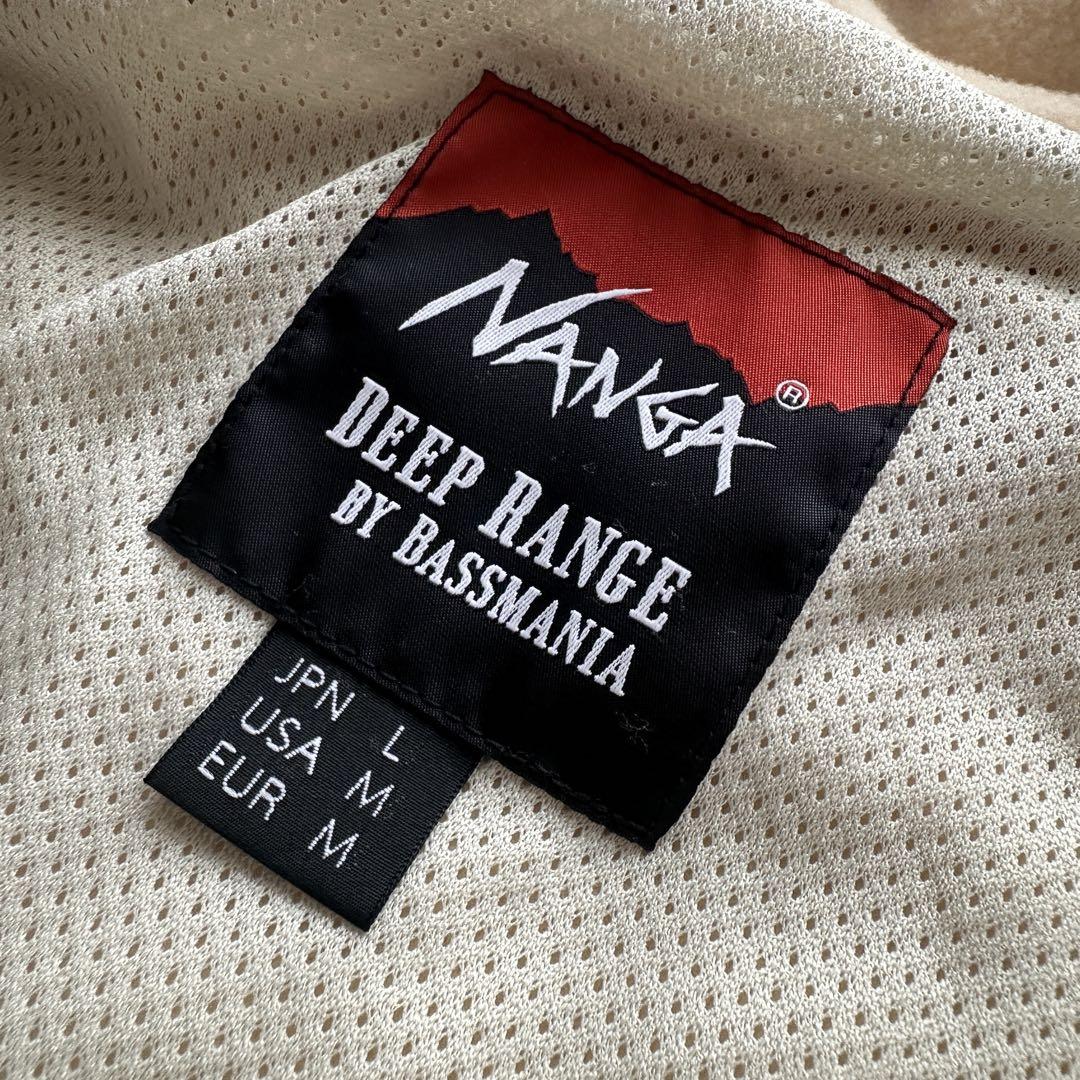 NANGA®
DEEP RANGE
BY BASSMANIA
JPN L
USA M
EUR M